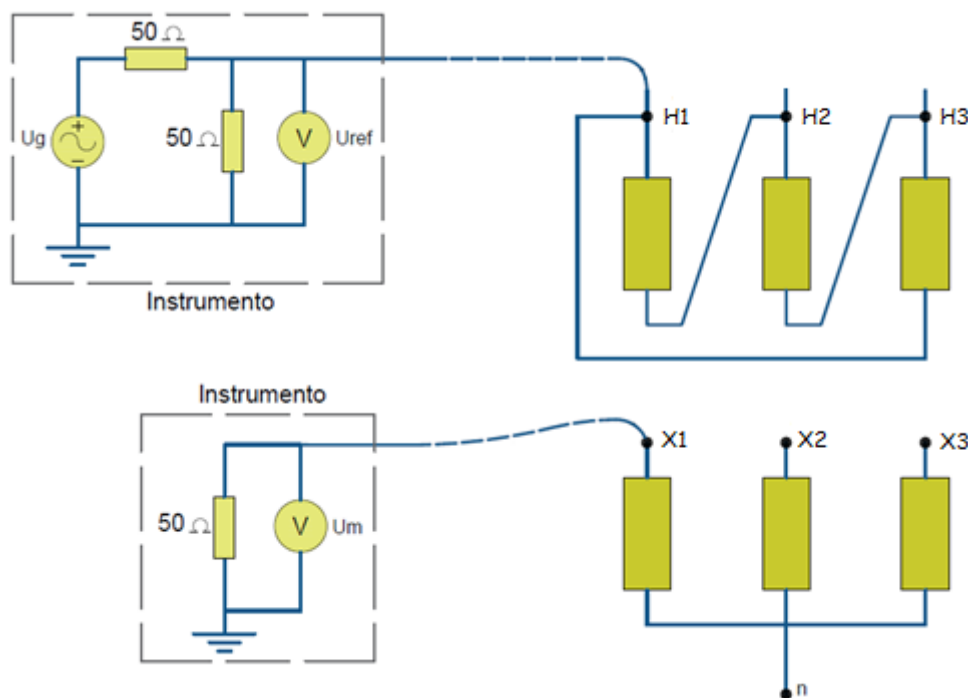 50 Ω
Ug
50 Ω
V
Uref
H1
H2
H3
Instrumento
Instrumento
50 Ω
V
Um
X1
X2
X3
n